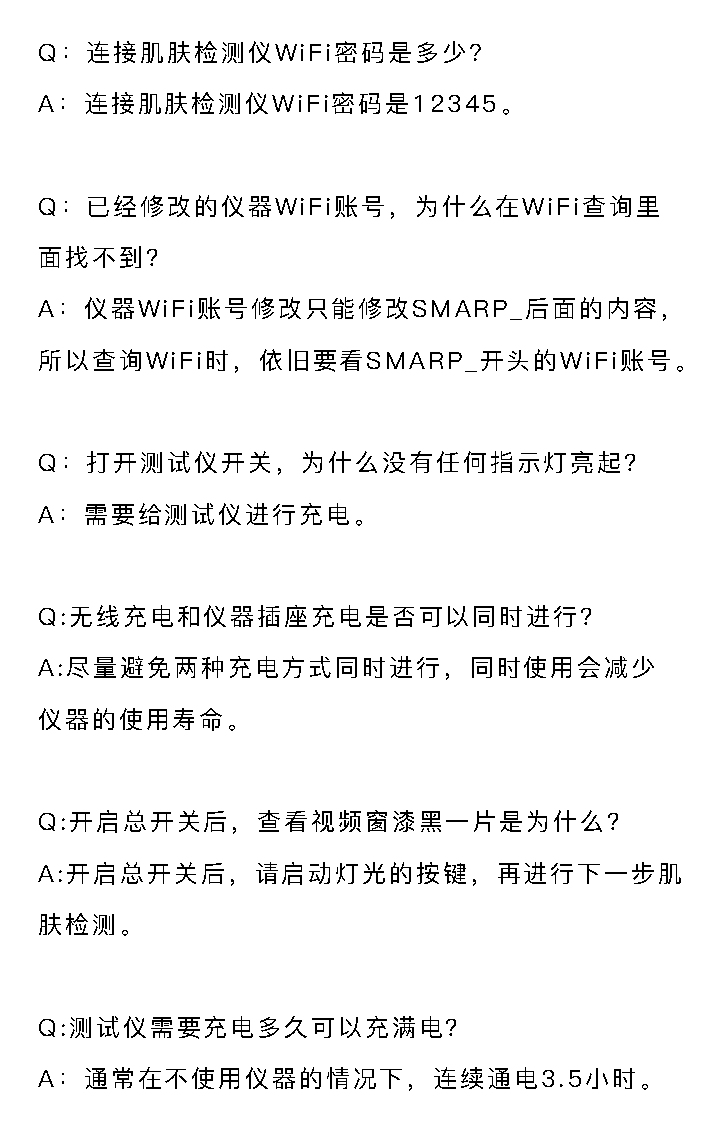 Q：连接肌肤检测仪WiFi密码是多少？
A：连接肌肤检测仪WiFi密码是12345。
Q：已经修改的仪器WiFi账号，为什么在WiFi查询里
面找不到？
A：仪器WiFi账号修改只能修改SMARP_后面的内容，
所以查询WiFi时，依旧要看SMARP_开头的WiFi账号。
Q：打开测试仪开关，为什么没有任何指示灯亮起？
A：需要给测试仪进行充电。
Q:无线充电和仪器插座充电是否可以同时进行？
A:尽量避免两种充电方式同时进行，同时使用会减少
仪器的使用寿命。
Q:开启总开关后，查看视频窗漆黑一片是为什么？
A:开启总开关后，请启动灯光的按键，再进行下一步肌
肤检测。
Q:测试仪需要充电多久可以充满电？
A：通常在不使用仪器的情况下，连续通电3.5小时。